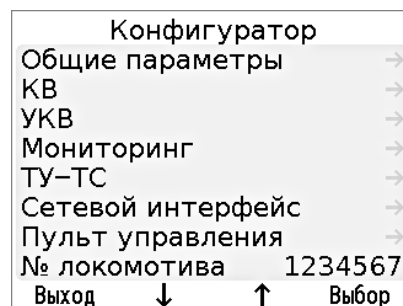 Конфигуратор
Общие параметры →
КВ →
УКВ →
Мониторинг →
ТУ–ТС →
Сетевой интерфейс →
Пульт управления →
№ локомотива 1234567
Выход ↓ ↑ Выбор